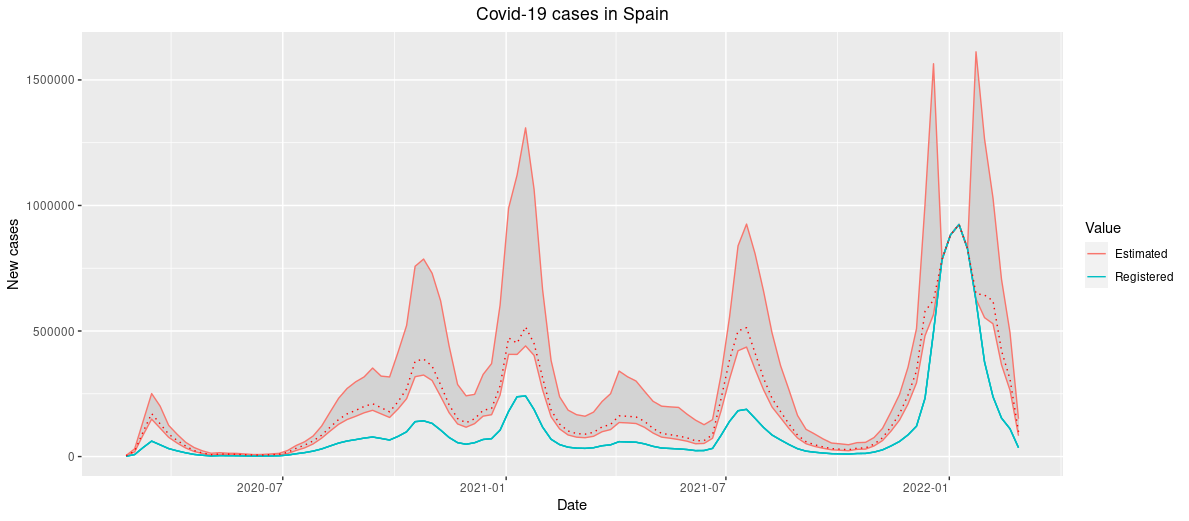 Covid-19 cases in Spain
New cases
1500000
1000000
500000
0
2020-07
2021-01
2021-07
2022-01
Date
Value
Estimated
Registered